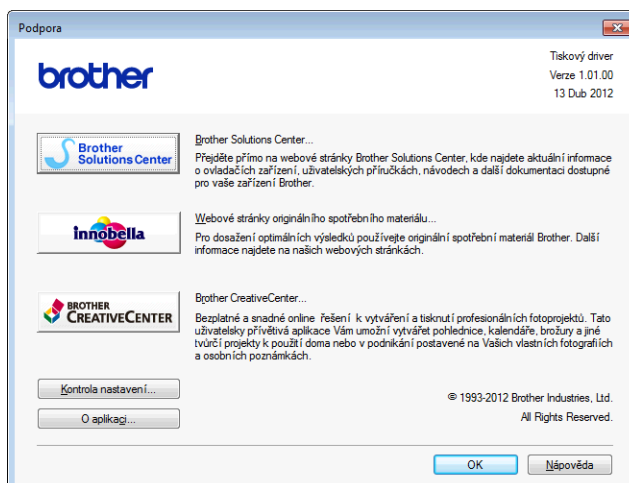 Podpora
brother
Tiskový driver
Verze 1.01.00
13 Dub 2012
Brother
Solutions Center
Brother Solutions Center...
Přejděte přímo na webové stránky Brother Solutions Center, kde najdete aktuální informace
o ovladačích zařízení, uživatelských příručkách, návodech a další dokumentaci dostupné
pro vaše zařízení Brother.
innobella
Webové stránky originálního spotřebního materiálu...
Pro dosažení optimálních výsledků používejte originální spotřební materiál Brother. Další
informace najdete na našich webových stránkách.
BROTHER
CREATIVECENTER
Brother CreativeCenter...
Bezplatné a snadné online řešení k vytváření a tisknutí profesionálních fotoprojektů. Tato
uživatelsky přívětivá aplikace Vám umožní vytvářet pohlednice, kalendáře, brožury a jiné
tvůrčí projekty k použití doma nebo v podnikání postavené na Vašich vlastních fotografiích
a osobních poznámkách.
Kontrola nastavení...
O aplikaci...
© 1993-2012 Brother Industries, Ltd.
All Rights Reserved.
OK
Nápověda